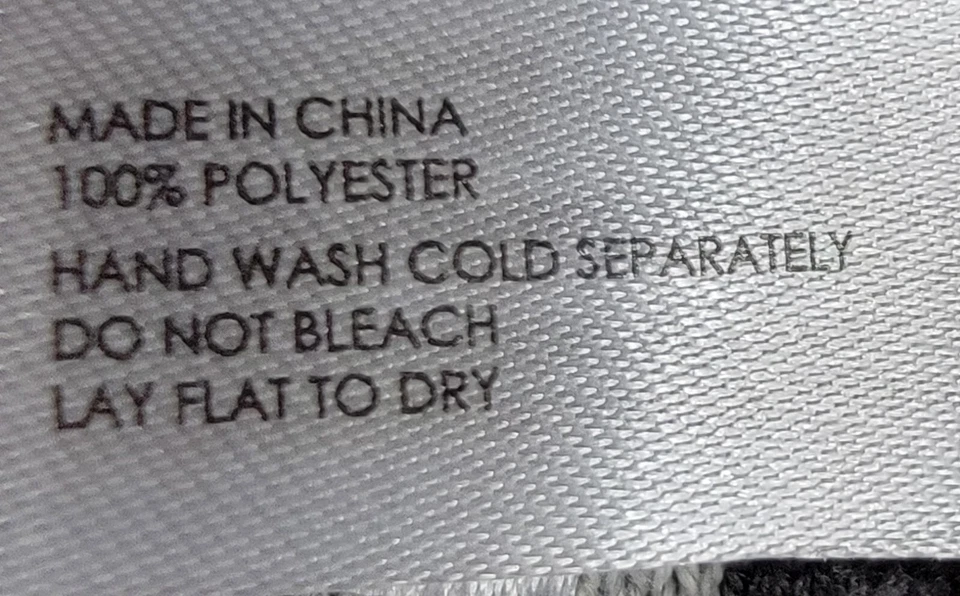 MADE IN CHINA
100% POLYESTER
HAND WASH COLD SEPARATELY
DO NOT BLEACH
LAY FLAT TO DRY